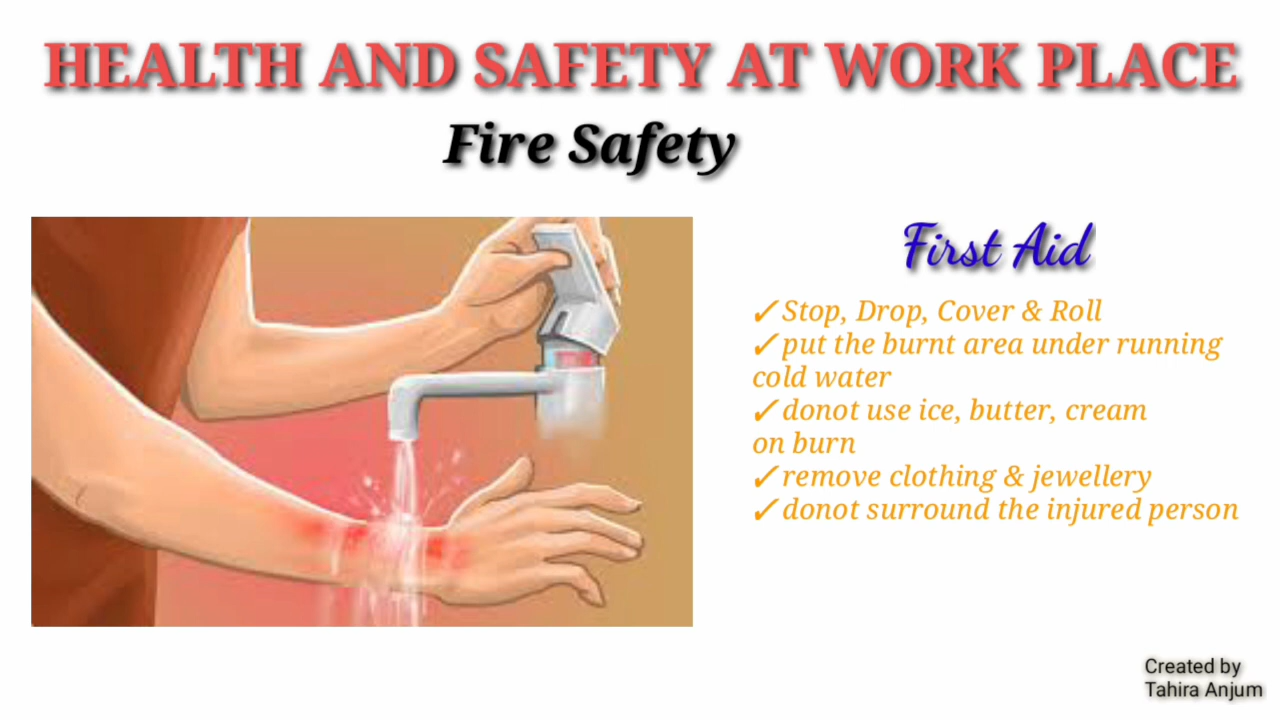 HEALTH AND SAFETY AT WORK PLACE
Fire Safety
First Aid
✓Stop, Drop, Cover & Roll
✓put the burnt area under running
cold water
✓donot use ice, butter, cream
on burn
✓remove clothing & jewellery
✓donot surround the injured person
Created by
Tahira Anjum